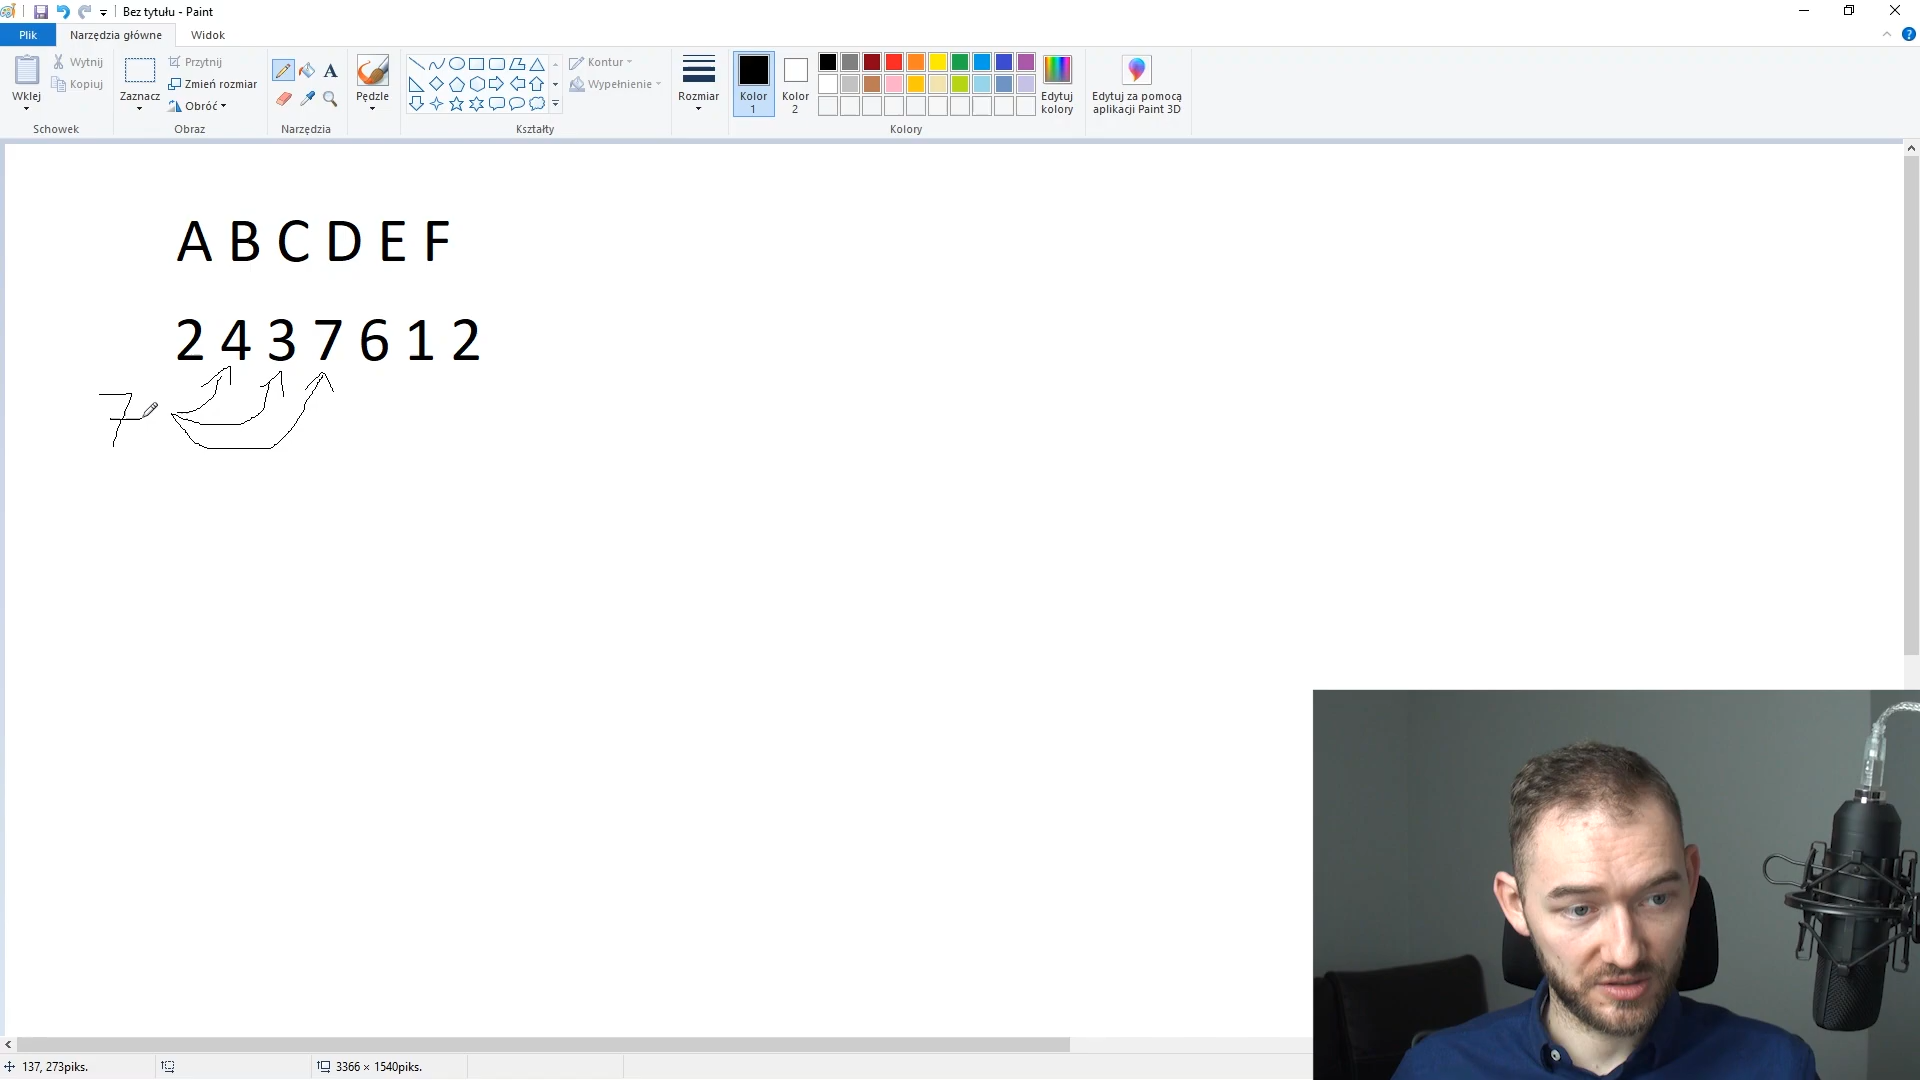 Bez tytułu - Paint
Plik Narzędzia główne Widok
Wklej Wytnij Kopiuj Schowek
Zaznacz Przytnij Zmień rozmiar Obróć Obraz
A Narzędzia
Pędzle
Kształty
Kontur Wypełnienie
Rozmiar
Kolor 1 Kolor 2
Edytuj kolory
Kolory
Edytuj za pomocą aplikacji Paint 3D
A B C D E F
2 4 3 7 6 1 2
7
137, 273piks. 3366 × 1540piks.